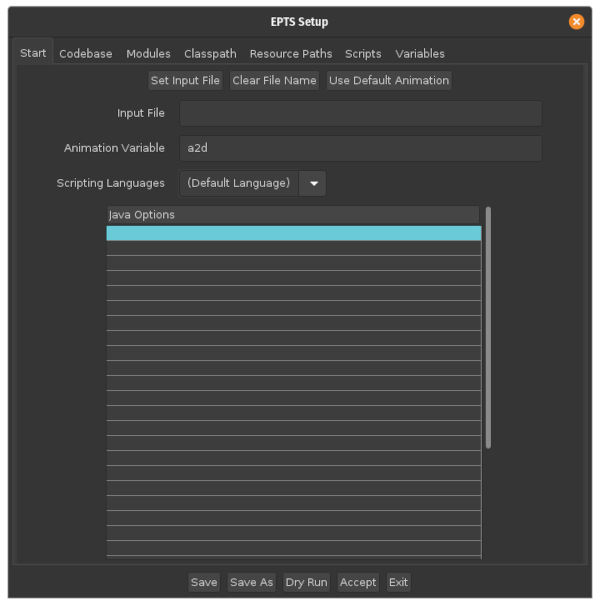 EPTS Setup
Start Codebase Modules Classpath Resource Paths Scripts Variables
Set Input File Clear File Name Use Default Animation
Input File
Animation Variable a2d
Scripting Languages (Default Language)
Java Options
Save Save As Dry Run Accept Exit